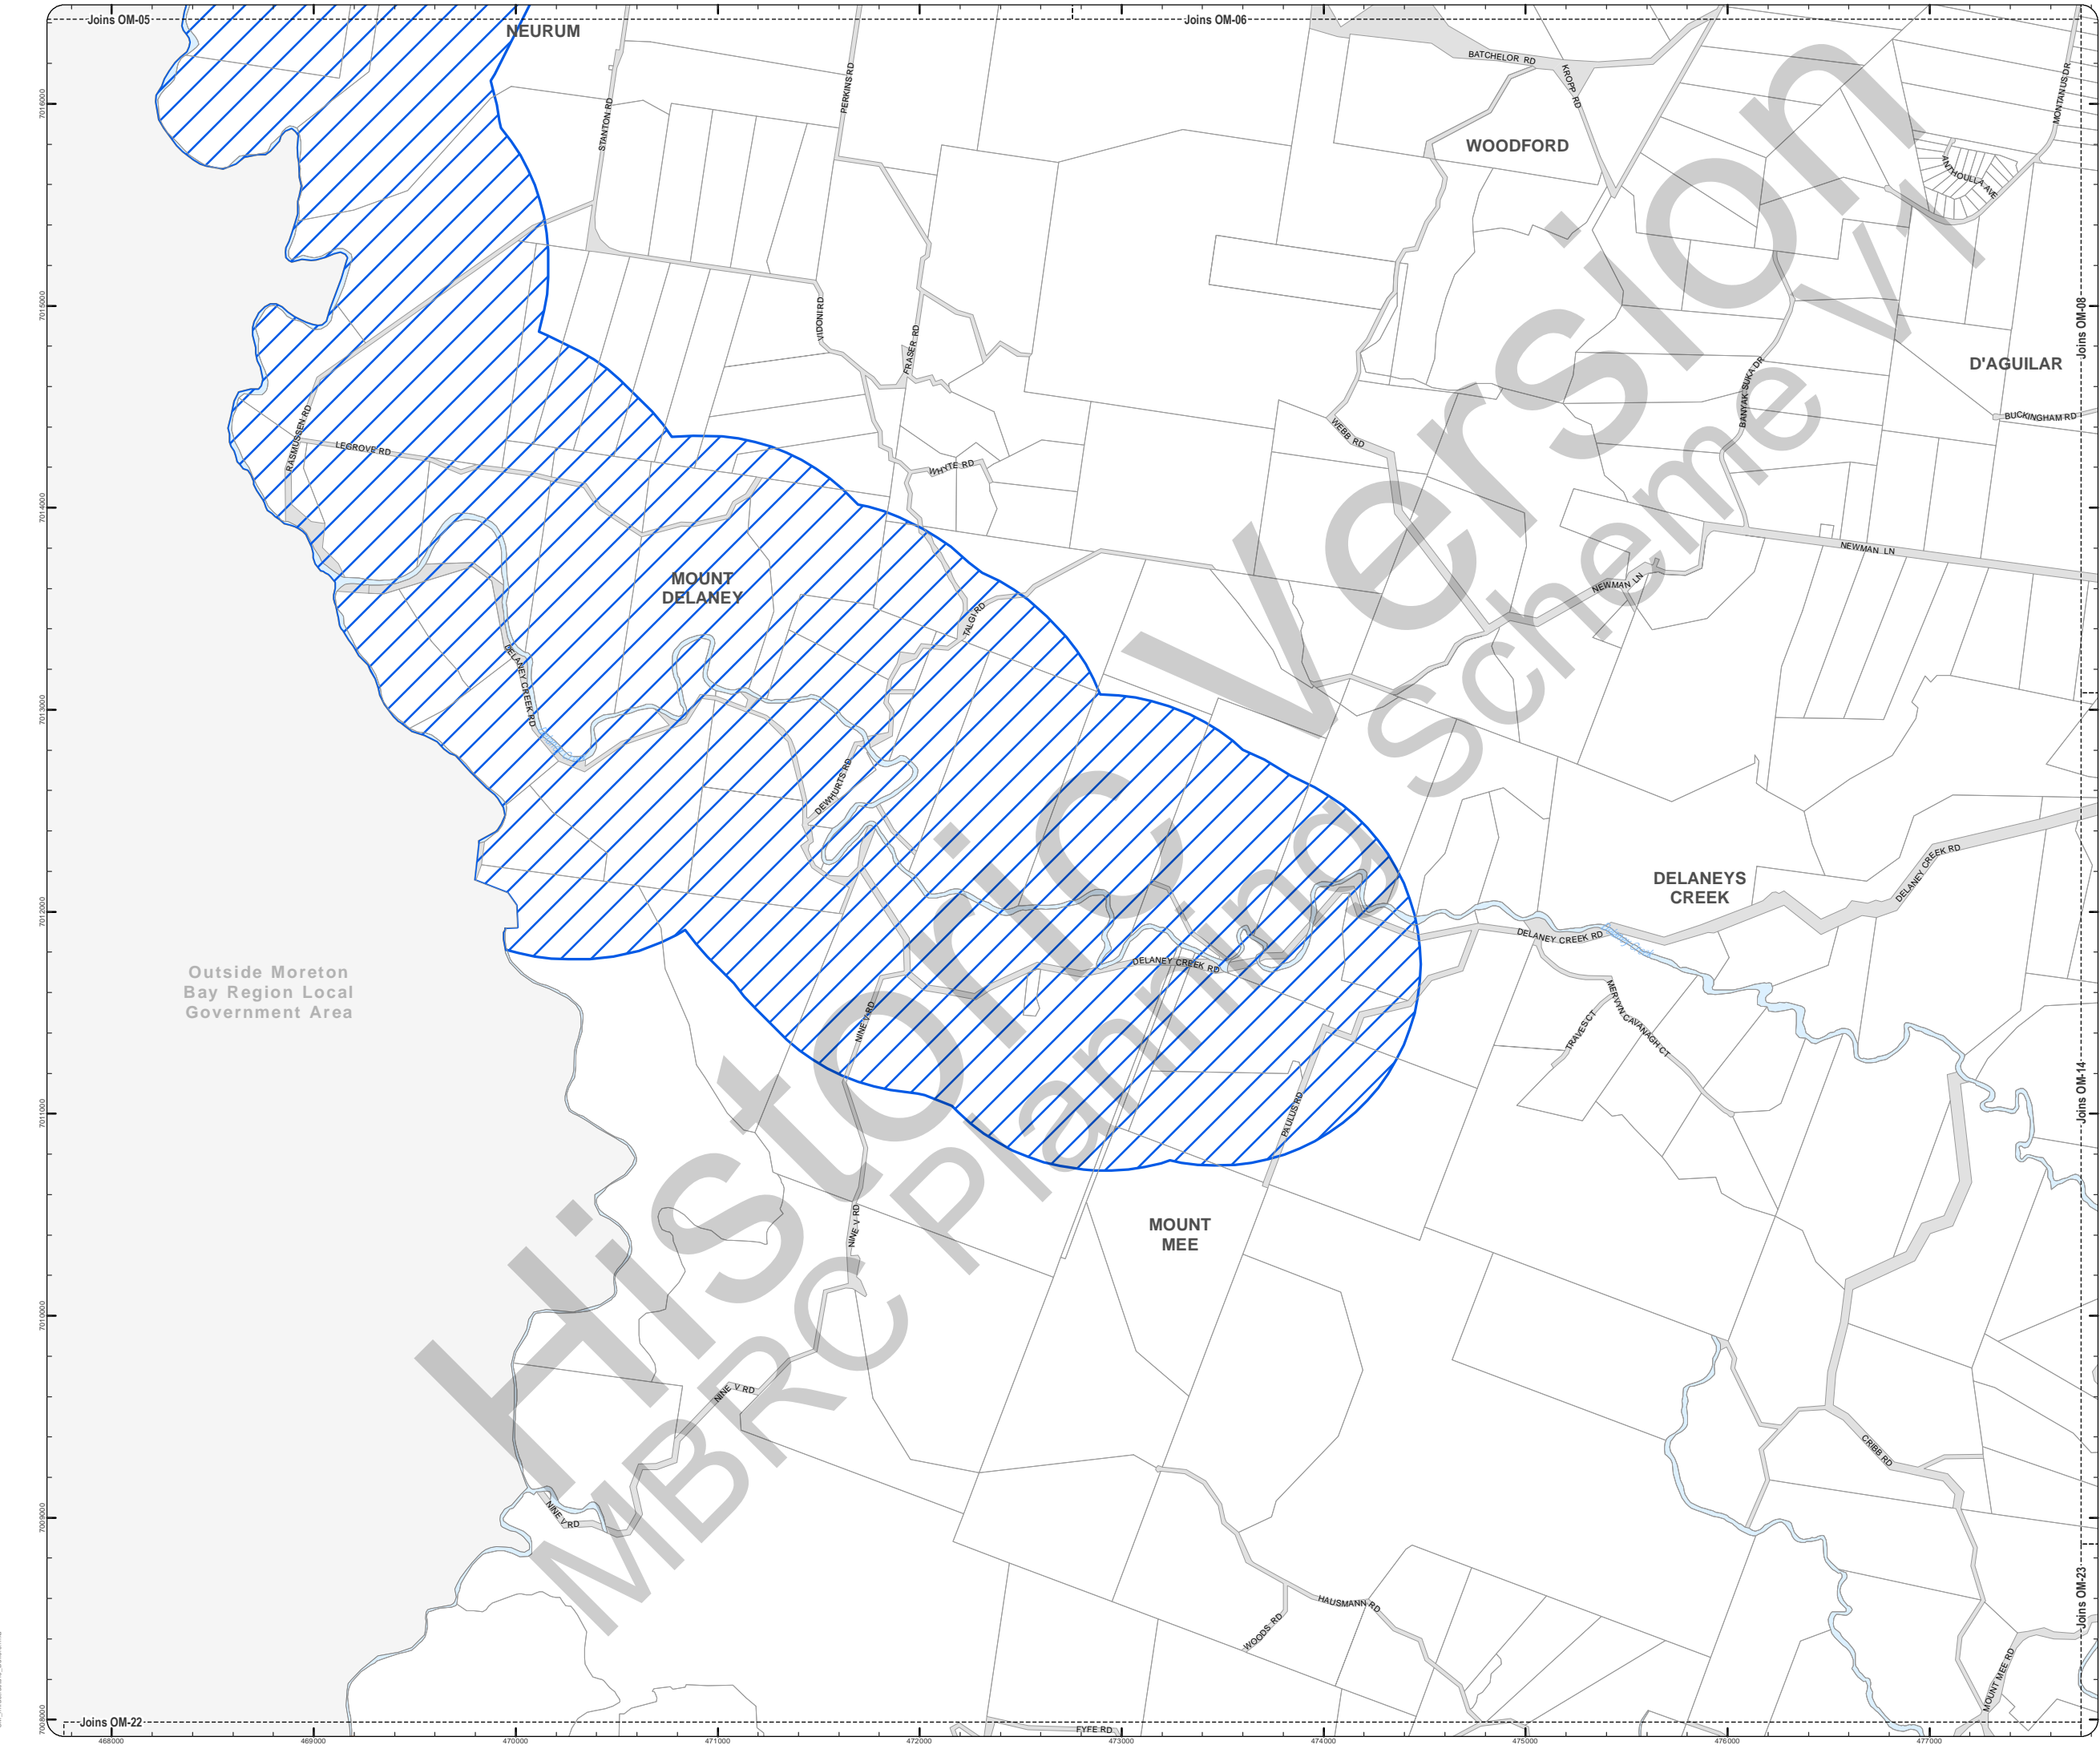 Joins OM-05
Joins OM-06
NEURUM
BATCHELOR RD
KROPP RD
PERKINS RD
STANTON RD
MONTANUS DR
WOODFORD
ANTHOULLA AVE
7016000
7015000
VIDONI RD
FRASER RD
Joins OM-08
D'AGUILAR
BANYAK SUKA DR
BUCKINGHAM RD
RASMUSSEN RD
LEGROVE RD
WEBB RD
WHYTE RD
7014000
NEWMAN LN
NEWMAN LN
MOUNT
DELANEY
TALGI RD
DELANEY CREEK RD
7013000
DEWHURTS RD
DELANEYS
CREEK
DELANEY CREEK RD
7012000
DELANEY CREEK RD
DELANEY CREEK RD
Outside Moreton
Bay Region Local
Government Area
NINE V RD
MERVYN CAVANAGH CT
TRAVES CT
PAULUS RD
7011000
Joins OM-14
NINE V RD
MOUNT
MEE
7010000
NINE V RD
CRIBB RD
NINE V RD
7009000
HAUSMANN RD
WOODS RD
Joins OM-23
MOUNT MEE RD
7008000
Joins OM-22
FYFE RD
468000
469000
470000
471000
472000
473000
474000
475000
476000
477000
Historic Version
MBRC Planning Scheme V1